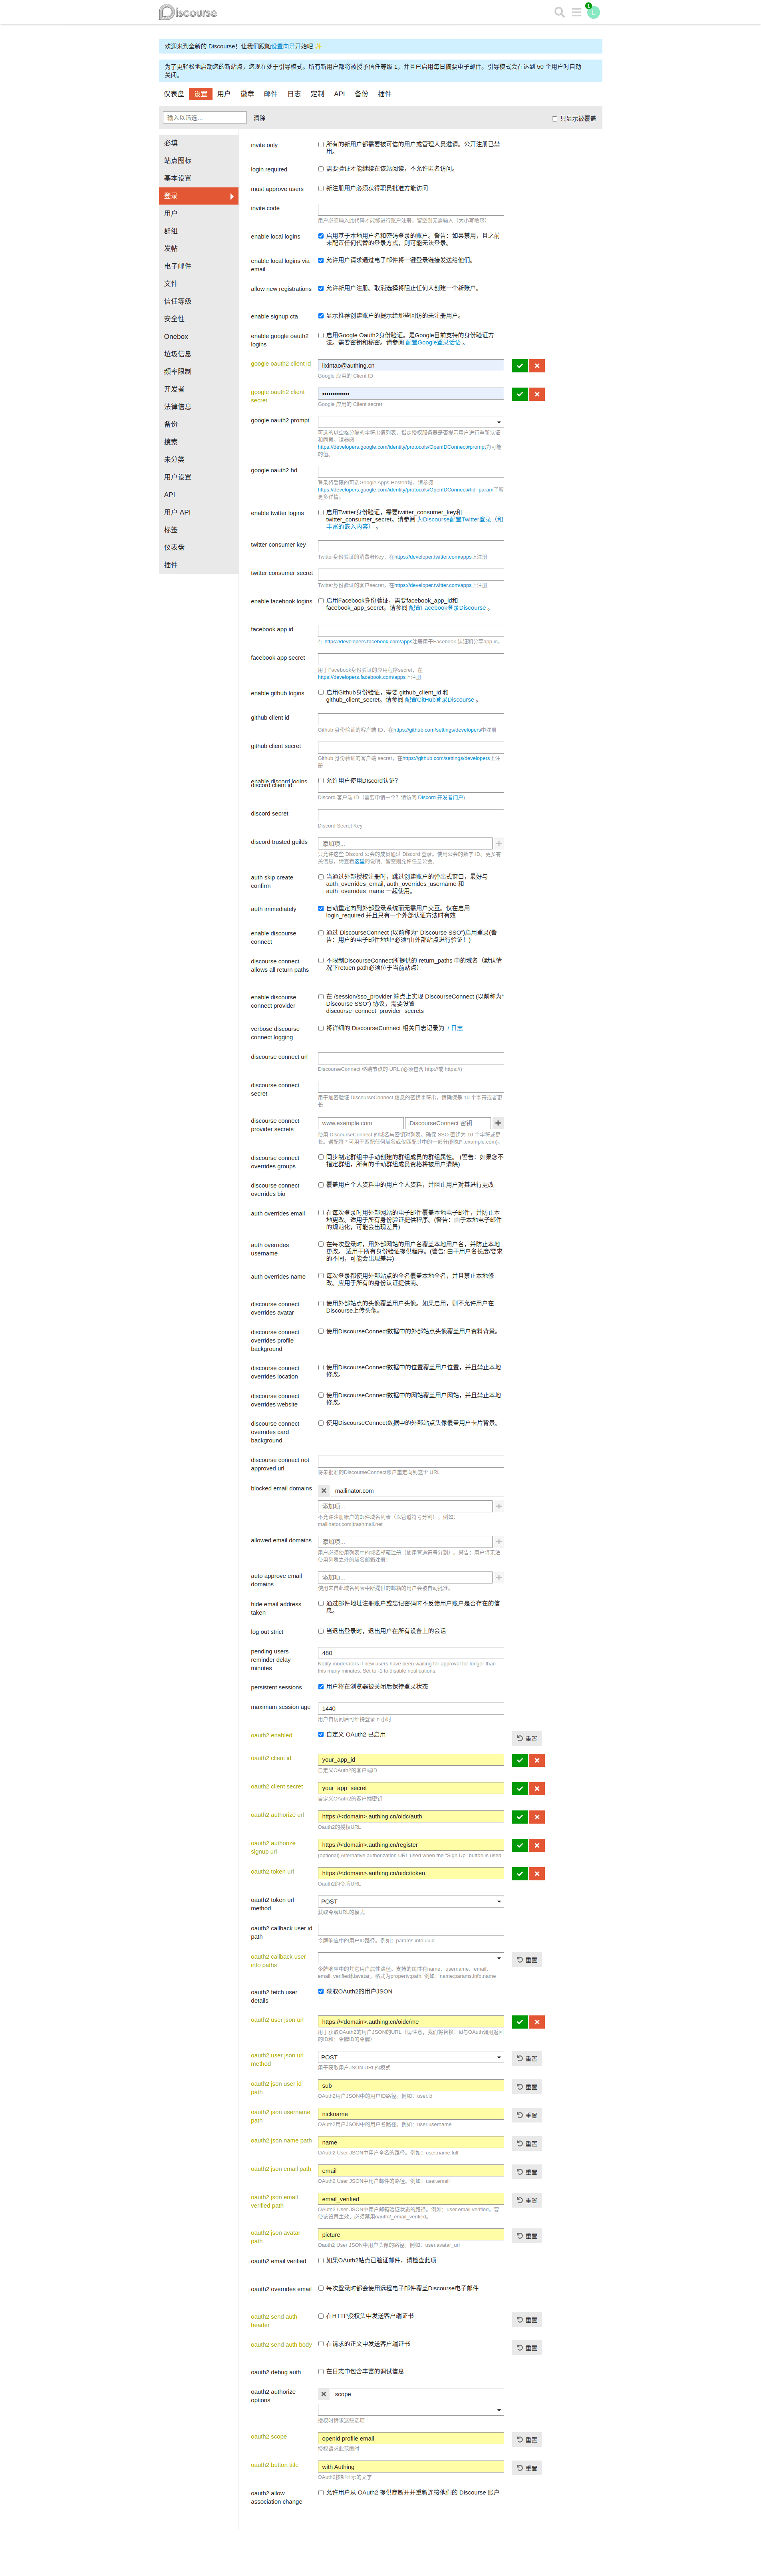 Discourse
1
L
欢迎来到全新的 Discourse！让我们跟随设置向导开始吧 ✨
为了更轻松地启动您的新站点，您现在处于引导模式。所有新用户都将被授予信任等级 1，并且已启用每日摘要电子邮件。引导模式会在达到 50 个用户时自动
关闭。
仪表盘 设置 用户 徽章 邮件 日志 定制 API 备份 插件
输入以筛选...
清除
只显示被覆盖
必填
站点图标
基本设置
登录
用户
群组
发帖
电子邮件
文件
信任等级
安全性
Onebox
垃圾信息
频率限制
开发者
法律信息
备份
搜索
未分类
用户设置
API
用户 API
标签
仪表盘
插件
invite only
所有的新用户都需要被可信的用户或管理人员邀请。公开注册已禁
用。
login required
需要验证才能继续在该站阅读，不允许匿名访问。
must approve users
新注册用户必须获得职员批准方能访问
invite code
用户必须输入此代码才能够进行账户注册，留空则无需输入（大小写敏感）
enable local logins
启用基于本地用户名和密码登录的账户。警告：如果禁用，且之前
未配置任何代替的登录方式，则可能无法登录。
enable local logins via
email
允许用户请求通过电子邮件将一键登录链接发送给他们。
allow new registrations
允许新用户注册。取消选择将阻止任何人创建一个新账户。
enable signup cta
显示推荐创建账户的提示给那些回访的未注册用户。
enable google oauth2
logins
启用Google Oauth2身份验证。是Google目前支持的身份验证方
法。需要密钥和秘密。请参阅 配置Google登录话语 。
google oauth2 client id
lixintao@authing.cn
Google 应用的 Client ID
google oauth2 client
secret
•••••••••••••
Google 应用的 Client secret
google oauth2 prompt
可选的以空格分隔的字符串值列表，指定授权服务器是否提示用户进行重新认证
和同意。请参阅
https://developers.google.com/identity/protocols/OpenIDConnect#prompt为可能
的值。
google oauth2 hd
登录将受限的可选Google Apps Hosted域。请参阅
https://developers.google.com/identity/protocols/OpenIDConnect#hd- param了解
更多详情。
enable twitter logins
启用Twitter身份验证，需要twitter_consumer_key和
twitter_consumer_secret。请参阅 为Discourse配置Twitter登录（和
丰富的嵌入内容） 。
twitter consumer key
Twitter身份验证的消费者Key，在https://developer.twitter.com/apps上注册
twitter consumer secret
Twitter身份验证的客户secret，在https://developer.twitter.com/apps上注册
enable facebook logins
启用Facebook身份验证，需要facebook_app_id和
facebook_app_secret。请参阅 配置Facebook登录Discourse 。
facebook app id
在 https://developers.facebook.com/apps注册用于Facebook 认证和分享app id。
facebook app secret
用于Facebook身份验证的应用程序secret，在
https://developers.facebook.com/apps上注册
enable github logins
启用Github身份验证，需要 github_client_id 和
github_client_secret。请参阅 配置GitHub登录Discourse 。
github client id
Github 身份验证的客户端 ID，在https://github.com/settings/developers中注册
github client secret
Github 身份验证的客户端 secret，在https://github.com/settings/developers上注
册
enable discord logins
允许用户使用Discord认证？
discord client id
Discord 客户端 ID（需要申请一个？请访问 Discord 开发者门户）
discord secret
Discord Secret Key
discord trusted guilds
添加项...
只允许这些 Discord 公会的成员通过 Discord 登录。使用公会的数字 ID。更多有
关信息，请查看这里的说明。留空则允许任意公会。
auth skip create
confirm
当通过外部授权注册时，跳过创建账户的弹出式窗口，最好与
auth_overrides_email, auth_overrides_username 和
auth_overrides_name 一起使用。
auth immediately
自动重定向到外部登录系统而无需用户交互。仅在启用
login_required 并且只有一个外部认证方法时有效
enable discourse
connect
通过 DiscourseConnect (以前称为“ Discourse SSO”)启用登录(警
告：用户的电子邮件地址*必须*由外部站点进行验证！)
discourse connect
allows all return paths
不限制DiscourseConnect所提供的 return_paths 中的域名（默认情
况下retuen path必须位于当前站点）
enable discourse
connect provider
在 /session/sso_provider 端点上实现 DiscourseConnect (以前称为“
Discourse SSO”) 协议，需要设置
discourse_connect_provider_secrets
verbose discourse
connect logging
将详细的 DiscourseConnect 相关日志记录为 / 日志
discourse connect url
DiscourseConnect 终端节点的 URL (必须包含 http://或 https://)
discourse connect
secret
用于加密验证 DiscourseConnect 信息的密钥字符串，请确保是 10 个字符或者更
长
discourse connect
provider secrets
www.example.com
DiscourseConnect 密钥
使用 DiscourseConnect 的域名与密钥对列表。确保 SSO 密钥为 10 个字符或更
长。通配符 * 可用于匹配任何域名或仅匹配其中的一部分(例如* .example.com)。
discourse connect
overrides groups
同步制定群组中手动创建的群组成员的群组属性。 (警告：如果您不
指定群组，所有的手动群组成员资格将被用户清除)
discourse connect
overrides bio
覆盖用户个人资料中的用户个人资料，并阻止用户对其进行更改
auth overrides email
在每次登录时用外部网站的电子邮件覆盖本地电子邮件，并防止本
地更改。适用于所有身份验证提供程序。(警告：由于本地电子邮件
的规范化，可能会出现差异)
auth overrides
username
在每次登录时，用外部网站的用户名覆盖本地用户名，并防止本地
更改。 适用于所有身份验证提供程序。(警告: 由于用户名长度/要求
的不同，可能会出现差异)
auth overrides name
每次登录都使用外部站点的全名覆盖本地全名，并且禁止本地修
改。应用于所有的身份认证提供商。
discourse connect
overrides avatar
使用外部站点的头像覆盖用户头像。如果启用，则不允许用户在
Discourse上传头像。
discourse connect
overrides profile
background
使用DiscourseConnect数据中的外部站点头像覆盖用户资料背景。
discourse connect
overrides location
使用DiscourseConnect数据中的位置覆盖用户位置，并且禁止本地
修改。
discourse connect
overrides website
使用DiscourseConnect数据中的网站覆盖用户网站，并且禁止本地
修改。
discourse connect
overrides card
background
使用DiscourseConnect数据中的外部站点头像覆盖用户卡片背景。
discourse connect not
approved url
将未批准的DiscourseConnect账户重定向到这个 URL
blocked email domains
mailinator.com
添加项...
不允许注册账户的邮件域名列表（以管道符号分割）。例如:
mailinator.com|trashmail.net
allowed email domains
添加项...
用户必须使用列表中的域名邮箱注册（使用管道符号分割）。警告：用户将无法
使用列表之外的域名邮箱注册！
auto approve email
domains
添加项...
使用来自此域名列表中所提供的邮箱的用户会被自动批准。
hide email address
taken
通过邮件地址注册账户或忘记密码时不反馈用户账户是否存在的信
息。
log out strict
当退出登录时，退出用户在所有设备上的会话
pending users
reminder delay
minutes
480
Notify moderators if new users have been waiting for approval for longer than
this many minutes. Set to -1 to disable notifications.
persistent sessions
用户将在浏览器被关闭后保持登录状态
maximum session age
1440
用户自访问后可维持登录 n 小时
oauth2 enabled
自定义 OAuth2 已启用
重置
oauth2 client id
your_app_id
自定义OAuth2的客户端ID
oauth2 client secret
your_app_secret
自定义OAuth2的客户端密钥
oauth2 authorize url
https://<domain>.authing.cn/oidc/auth
Oauth2的授权URL
oauth2 authorize
signup url
https://<domain>.authing.cn/register
(optional) Alternative authorization URL used when the "Sign Up" button is used
oauth2 token url
https://<domain>.authing.cn/oidc/token
Oauth2的令牌URL
oauth2 token url
method
POST
获取令牌URL的模式
oauth2 callback user id
path
令牌响应中的用户ID路径。例如：params.info.uuid
oauth2 callback user
info paths
重置
令牌响应中的其它用户属性路径。支持的属性有name、username、email、
email_verified和avatar。格式为property:path, 例如：name:params.info.name
oauth2 fetch user
details
获取OAuth2的用户JSON
oauth2 user json url
https://<domain>.authing.cn/oidc/me
用于获取OAuth2的用户JSON的URL（请注意，我们将替换：id与OAuth调用返回
的ID和：令牌ID的令牌）
oauth2 user json url
method
POST
重置
用于获取用户JSON URL的模式
oauth2 json user id
path
sub
重置
OAuth2用户JSON中的用户ID路径。例如：user.id
oauth2 json username
path
nickname
重置
OAuth2用户JSON中的用户名路径。例如：user.username
oauth2 json name path
name
重置
OAuth2 User JSON中用户全名的路径。例如：user.name.full
oauth2 json email path
email
重置
OAuth2 User JSON中用户邮件的路径。例如：user.email
oauth2 json email
verified path
email_verified
重置
OAuth2 User JSON中用户邮箱验证状态的路径。例如：user.email.verified。要
使该设置生效，必须禁用oauth2_email_verified。
oauth2 json avatar
path
picture
重置
Oauth2 User JSON中用户头像的路径。例如：user.avatar_url
oauth2 email verified
如果OAuth2站点已验证邮件，请检查此项
oauth2 overrides email
每次登录时都会使用远程电子邮件覆盖Discourse电子邮件
oauth2 send auth
header
在HTTP授权头中发送客户端证书
重置
oauth2 send auth body
在请求的正文中发送客户端证书
重置
oauth2 debug auth
在日志中包含丰富的调试信息
oauth2 authorize
options
scope
授权时请求这些选项
oauth2 scope
openid profile email
重置
授权请求此范围时
oauth2 button title
with Authing
重置
OAuth2按钮显示的文字
oauth2 allow
association change
允许用户从 OAuth2 提供商断开并重新连接他们的 Discourse 账户